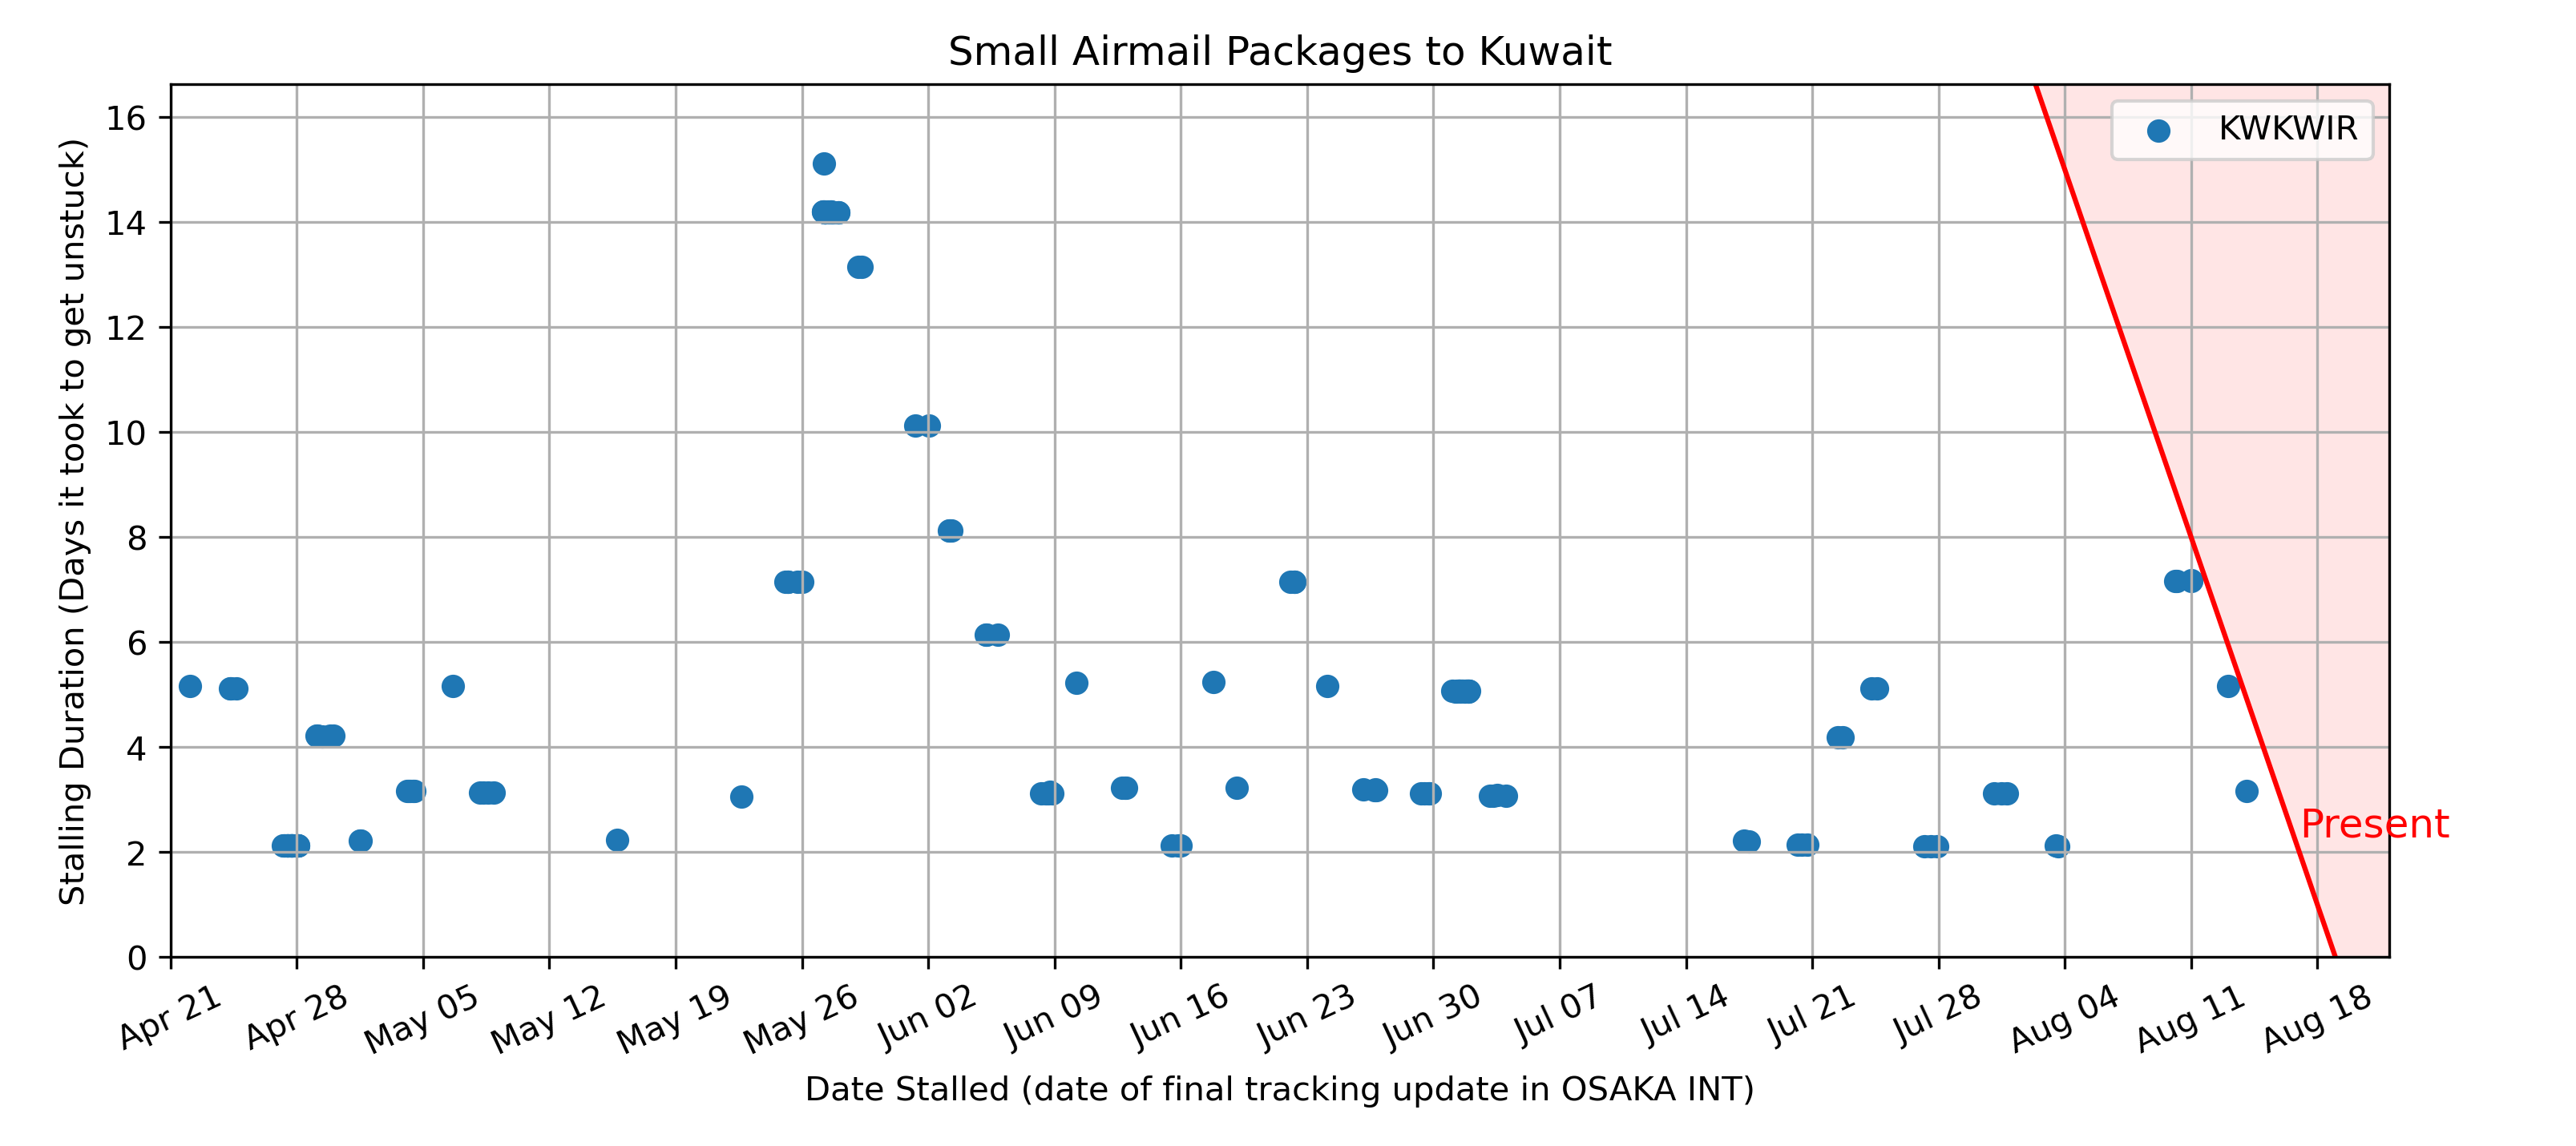 Small Airmail Packages to Kuwait
KWKWIR
Stalling Duration (Days it took to get unstuck)
16
14
12
10
8
6
4
2
0
Present
Apr 21 Apr 28 May 05 May 12 May 19 May 26 Jun 02 Jun 09 Jun 16 Jun 23 Jun 30 Jul 07 Jul 14 Jul 21 Jul 28 Aug 04 Aug 11 Aug 18
Date Stalled (date of final tracking update in OSAKA INT)